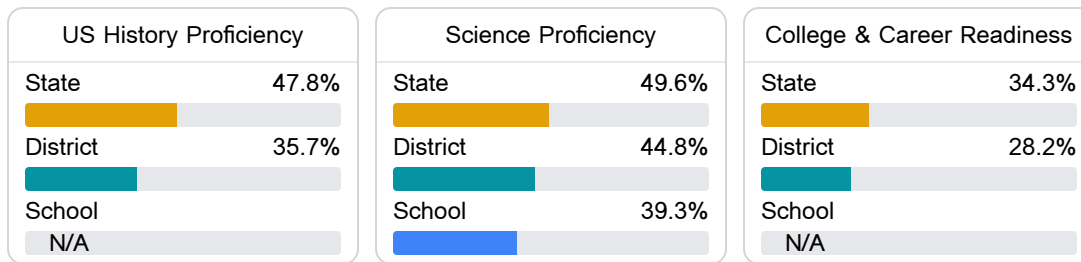 US History Proficiency
State 47.8%
District 35.7%
School
N/A
Science Proficiency
State 49.6%
District 44.8%
School 39.3%
College & Career Readiness
State 34.3%
District 28.2%
School
N/A